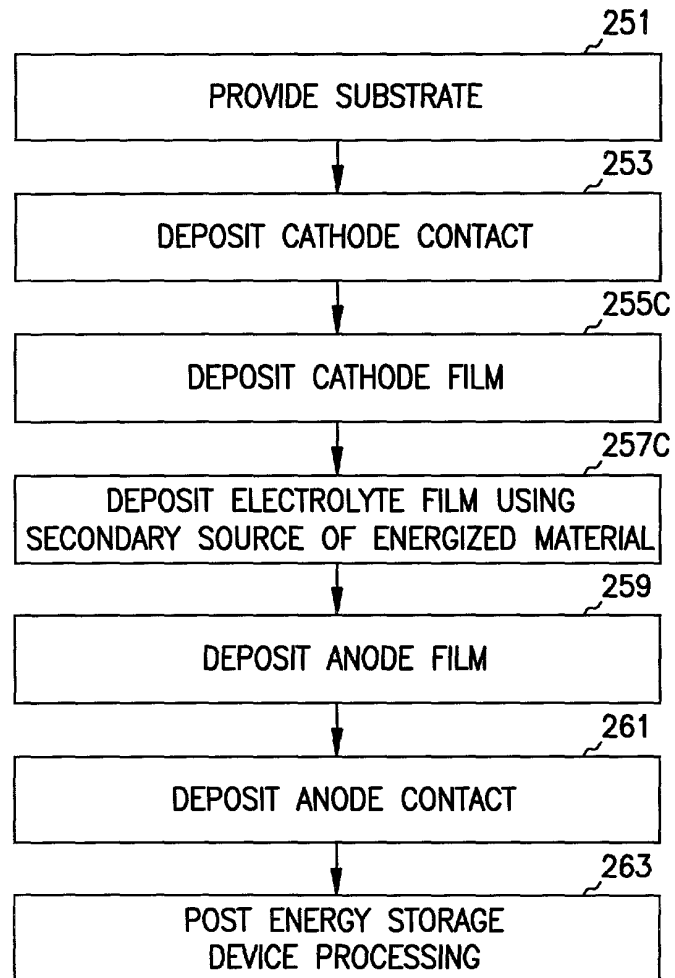 251
PROVIDE SUBSTRATE
253
DEPOSIT CATHODE CONTACT
255C
DEPOSIT CATHODE FILM
257C
DEPOSIT ELECTROLYTE FILM USING
SECONDARY SOURCE OF ENERGIZED MATERIAL
259
DEPOSIT ANODE FILM
261
DEPOSIT ANODE CONTACT
263
POST ENERGY STORAGE
DEVICE PROCESSING